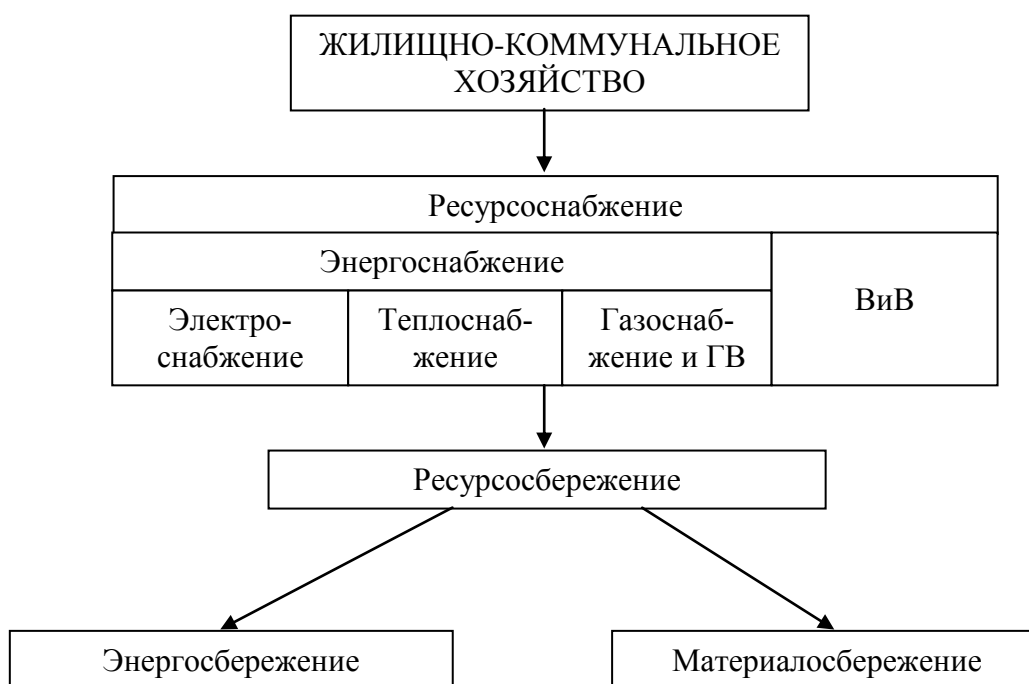 ЖИЛИЩНО-КОММУНАЛЬНОЕ
ХОЗЯЙСТВО
Ресурсоснабжение
Энергоснабжение
ВиВ
Электро-
снабжение
Теплоснаб-
жение
Газоснаб-
жение и ГВ
Ресурсосбережение
Энергосбережение
Материалосбережение